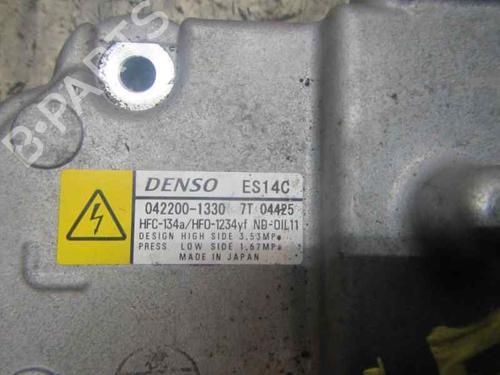 B-PARTS
DENSO ES14C
042200-1330 7T 04425
HFC-134a/HFO-1234yf ND-OIL11
DESIGN HIGH SIDE 3.53MPa
PRESS LOW SIDE 1.67MPa
MADE IN JAPAN